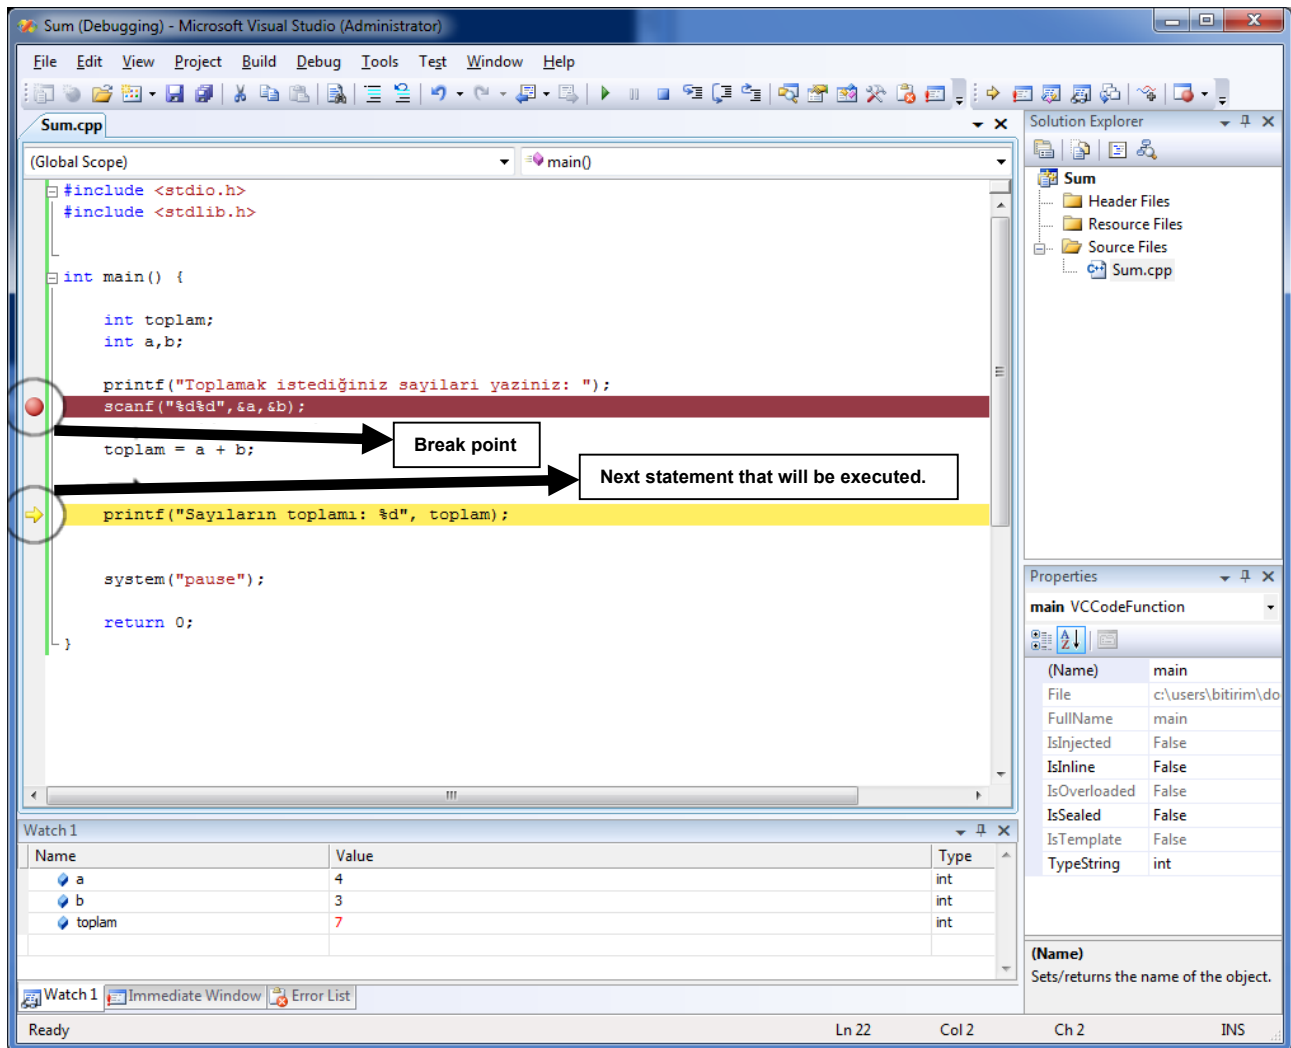 Sum (Debugging) - Microsoft Visual Studio (Administrator)
File Edit View Project Build Debug Tools Test Window Help
Sum.cpp
(Global Scope) main()
#include <stdio.h>
#include <stdlib.h>
int main() {
int toplam;
int a,b;
printf("Toplamak istediğiniz sayilari yaziniz: ");
scanf("%d%d",&a,&b);
Break point
toplam = a + b;
Next statement that will be executed.
printf("Sayıların toplamı: %d", toplam);
system("pause");
return 0;
}
Solution Explorer
Sum
Header Files
Resource Files
Source Files
Sum.cpp
Properties
main VCCodeFunction
(Name) main
File c:\users\bitirim\do
FullName main
IsInjected False
IsInline False
IsOverloaded False
IsSealed False
IsTemplate False
TypeString int
(Name)
Sets/returns the name of the object.
Watch 1
Name Value Type
a 4 int
b 3 int
toplam 7 int
Watch 1 Immediate Window Error List
Ready Ln 22 Col 2 Ch 2 INS